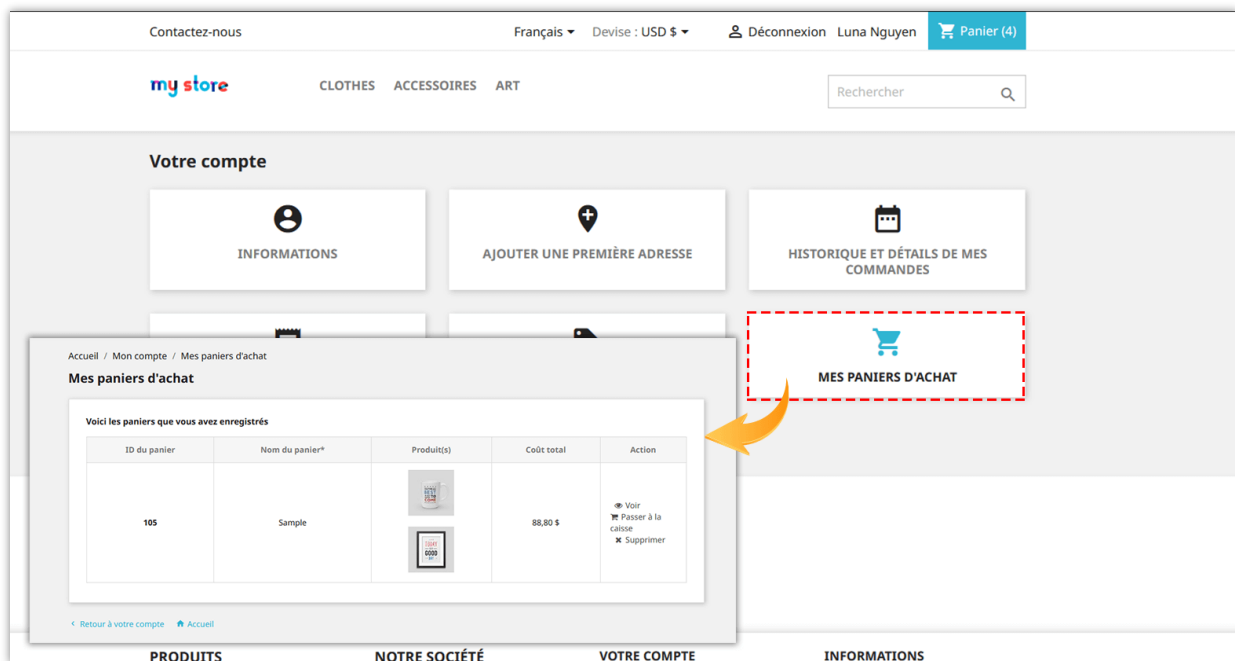 Contactez-nous
Français
Devise : USD $
Déconnexion
Luna Nguyen
Panier (4)
my store
CLOTHES
ACCESSOIRES
ART
Rechercher
Votre compte
INFORMATIONS
AJOUTER UNE PREMIÈRE ADRESSE
HISTORIQUE ET DÉTAILS DE MES
COMMANDES
MES PANIERS D'ACHAT
Accueil / Mon compte / Mes paniers d'achat
Mes paniers d'achat
Voici les paniers que vous avez enregistrés
ID du panier
Nom du panier*
Produit(s)
Coût total
Action
105
Sample
88,80 $
Voir
Passer à la
caisse
Supprimer
GOOD
Retour à votre compte
Accueil
PRODUITS
NOTRE SOCIÉTÉ
VOTRE COMPTE
INFORMATIONS